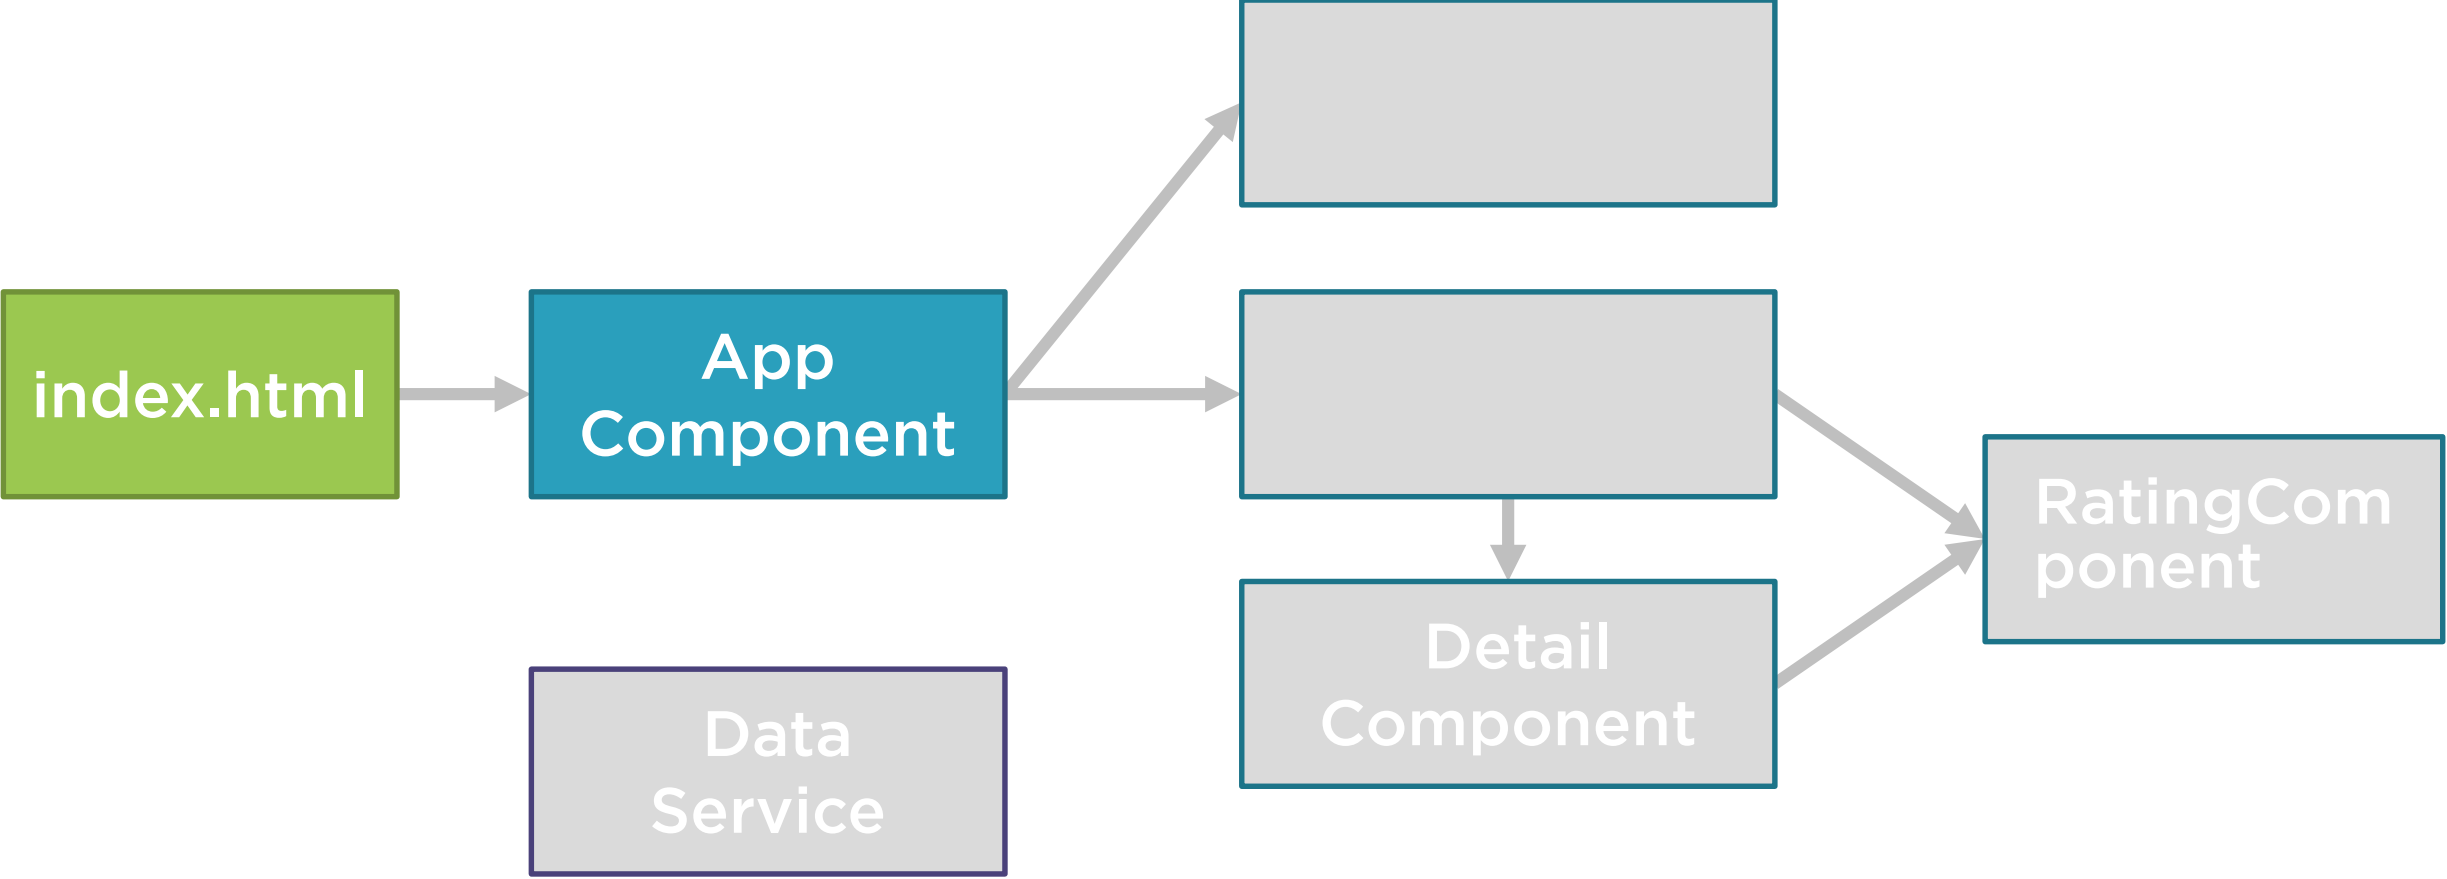 index.html
App
Component
RatingCom
ponent
Detail
Component
Data
Service